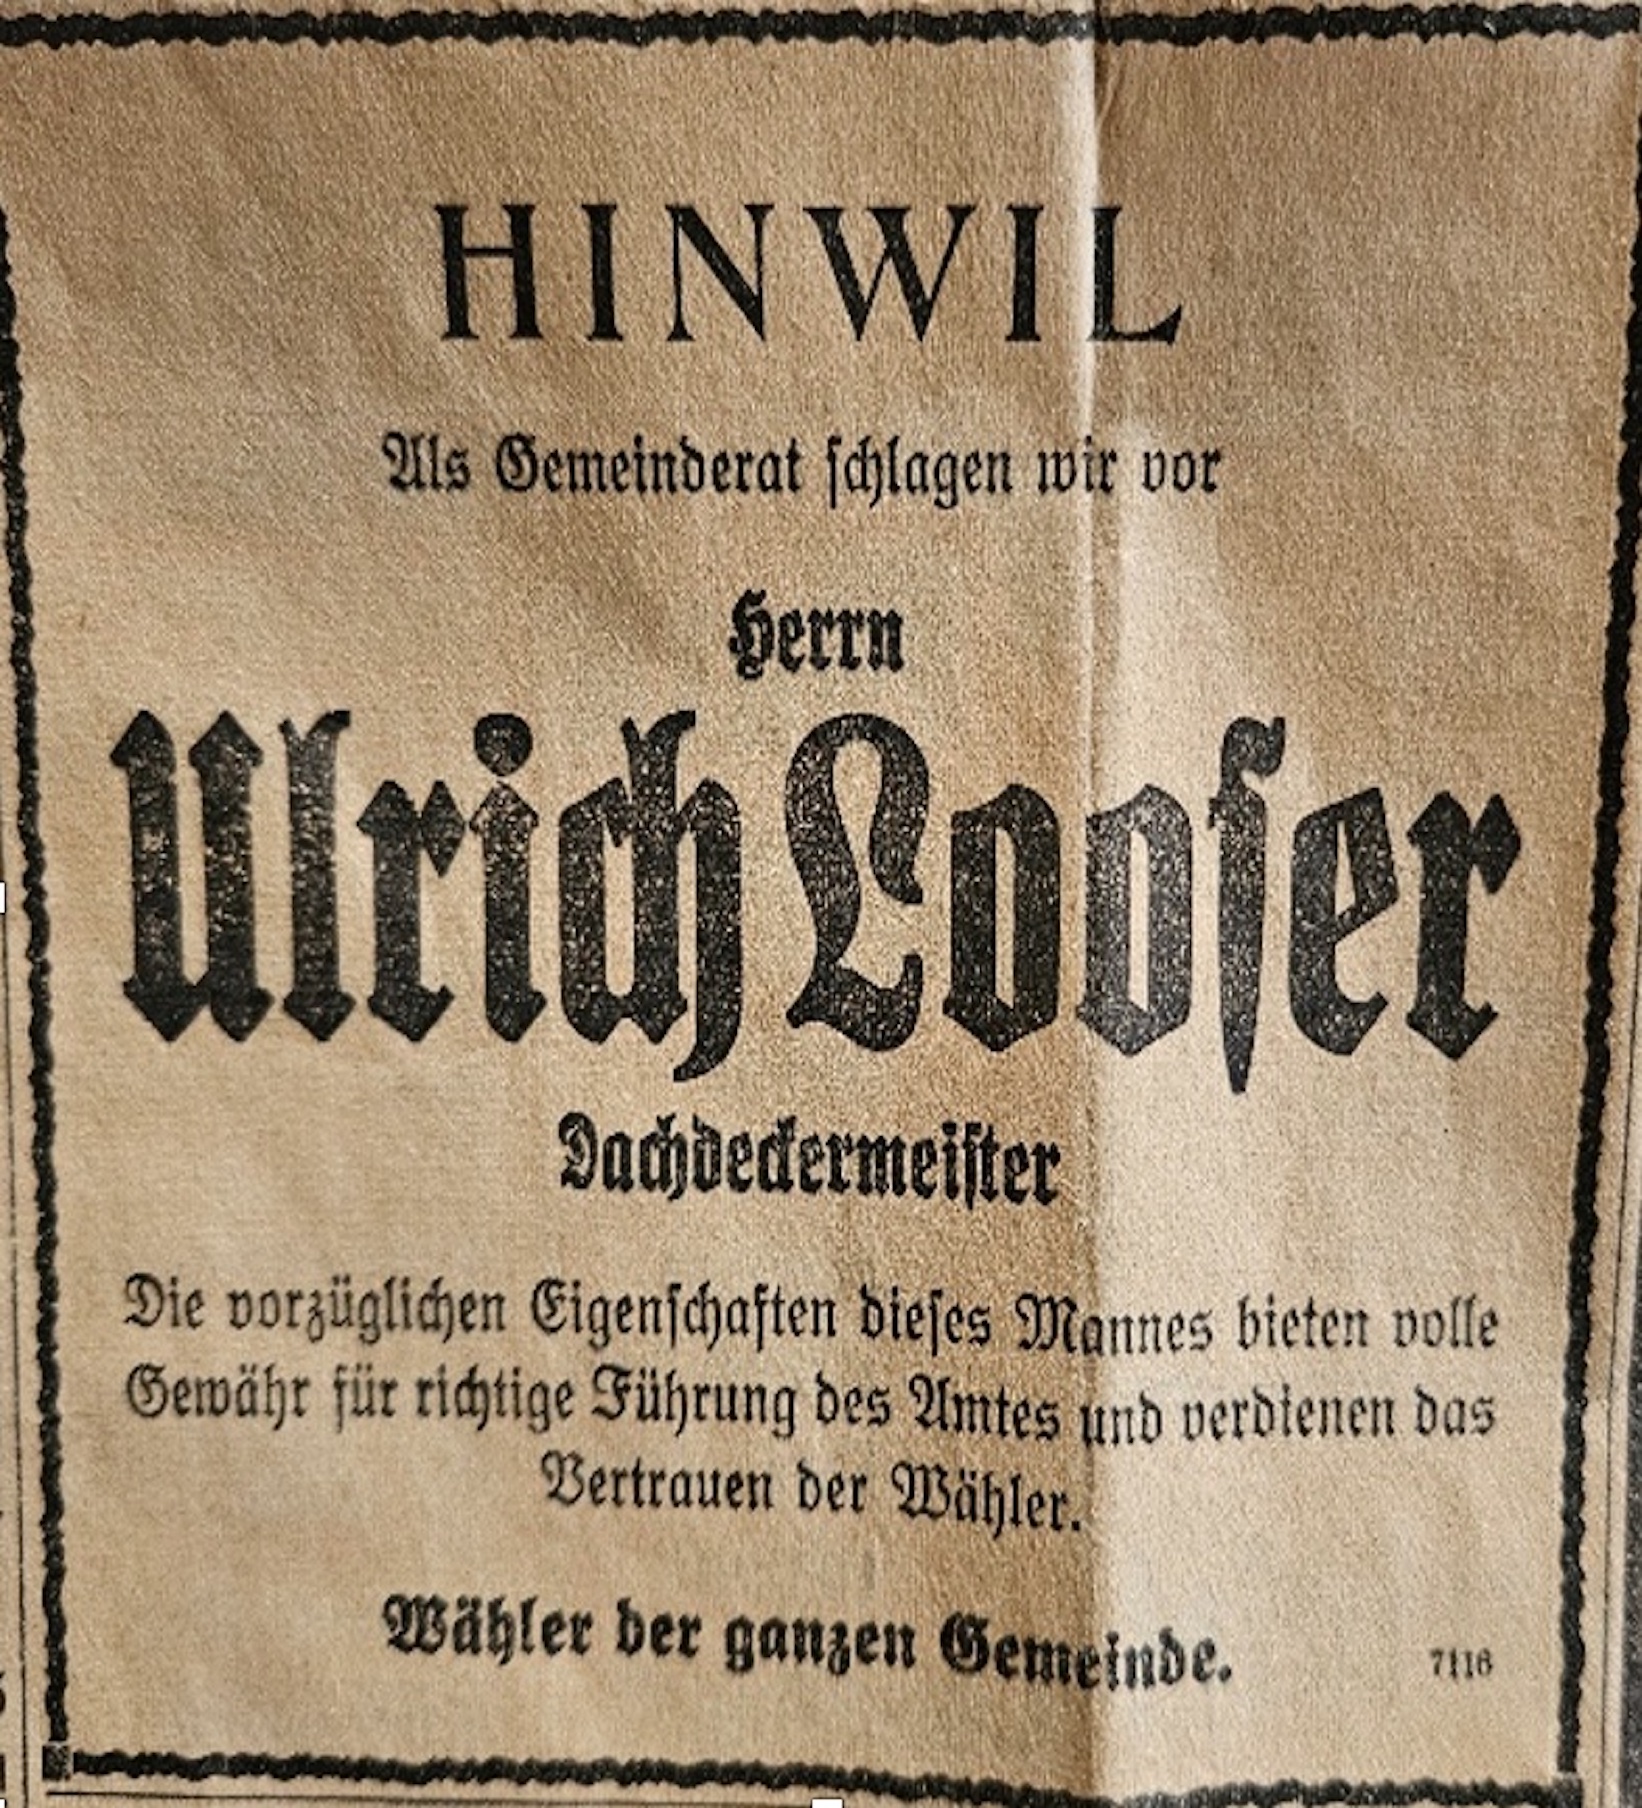 HINWIL
Als Gemeinderat schlagen wir vor
Herrn
Ulrich Looser
Dachdeckermeister
Die vorzüglichen Eigenschaften dieses Mannes bieten volle
Gewähr für richtige Führung des Amtes und verdienen das
Vertrauen der Wähler.
Wähler der ganzen Gemeinde.
7116